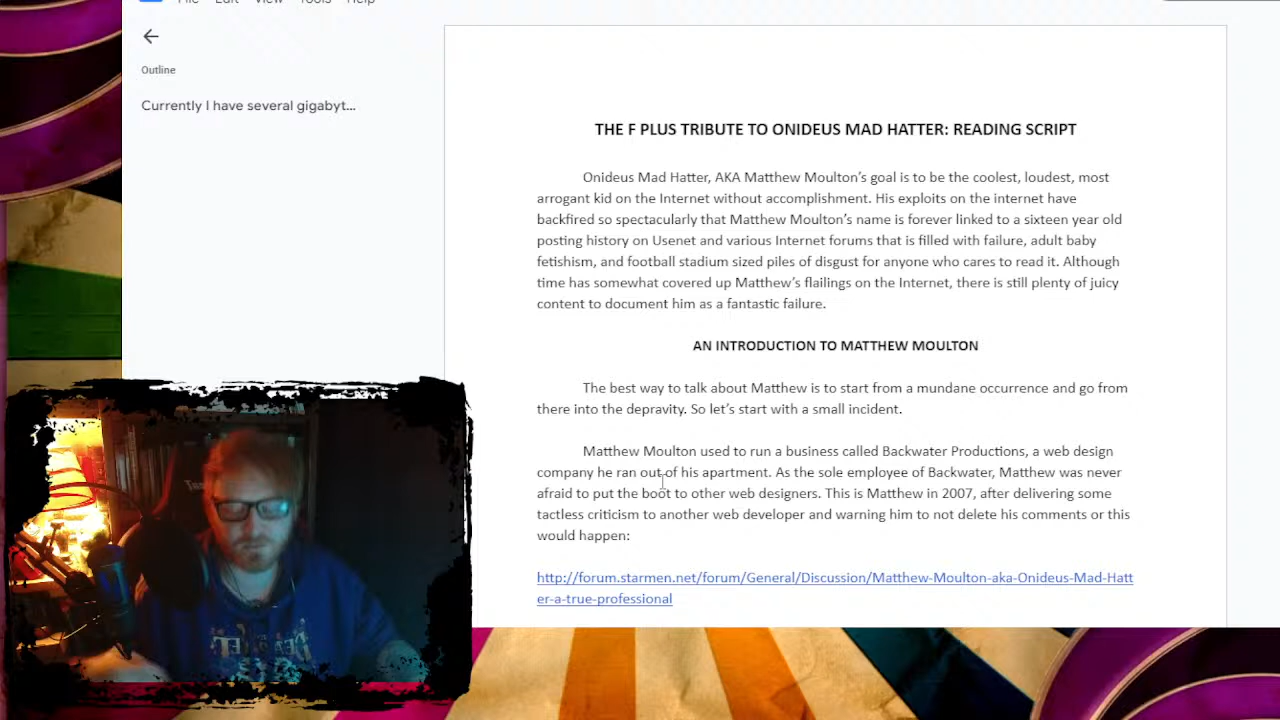 File Edit View Tools Help
Outline
Currently I have several gigabyt...
THE F PLUS TRIBUTE TO ONIDEUS MAD HATTER: READING SCRIPT
Onideus Mad Hatter, AKA Matthew Moulton’s goal is to be the coolest, loudest, most
arrogant kid on the Internet without accomplishment. His exploits on the internet have
backfired so spectacularly that Matthew Moulton’s name is forever linked to a sixteen year old
posting history on Usenet and various Internet forums that is filled with failure, adult baby
fetishism, and football stadium sized piles of disgust for anyone who cares to read it. Although
time has somewhat covered up Matthew’s flailings on the Internet, there is still plenty of juicy
content to document him as a fantastic failure.
AN INTRODUCTION TO MATTHEW MOULTON
The best way to talk about Matthew is to start from a mundane occurrence and go from
there into the depravity. So let’s start with a small incident.
Matthew Moulton used to run a business called Backwater Productions, a web design
company he ran out of his apartment. As the sole employee of Backwater, Matthew was never
afraid to put the boot to other web designers. This is Matthew in 2007, after delivering some
tactless criticism to another web developer and warning him to not delete his comments or this
would happen:
http://forum.starmen.net/forum/General/Discussion/Matthew-Moulton-aka-Onideus-Mad-Hatt
er-a-true-professional